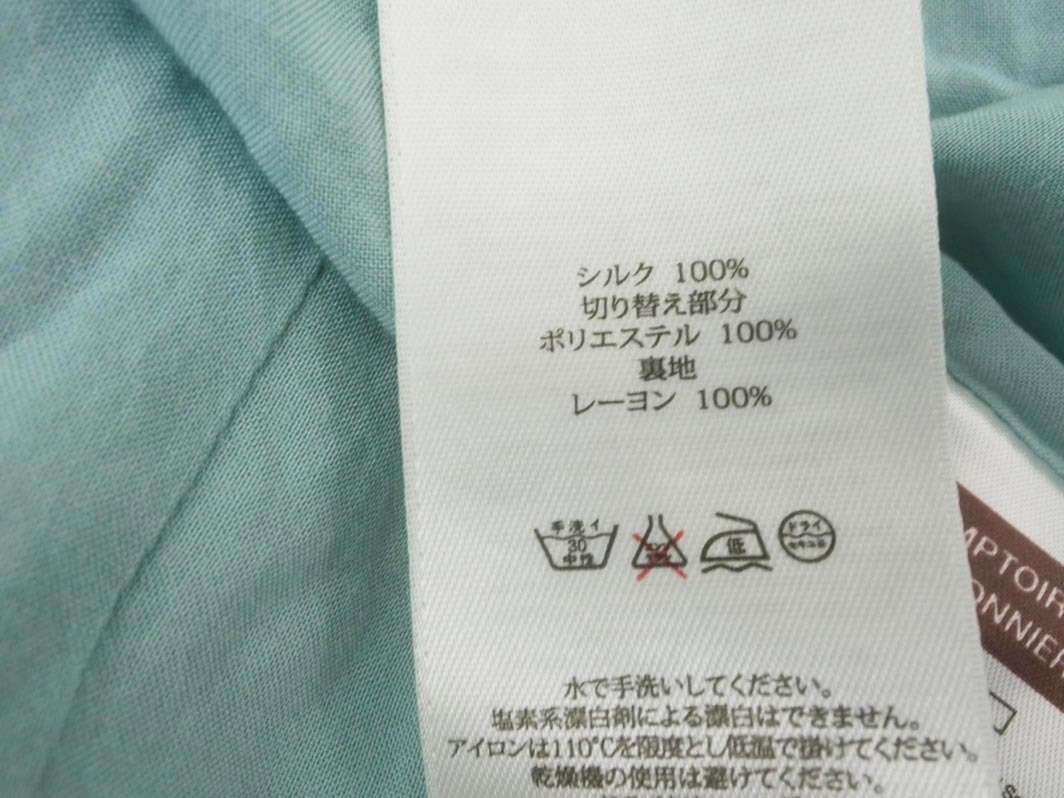 シルク 100%
切り替え部分
ポリエステル 100%
裏地
レーヨン 100%
手洗イ
30
中性
低
ドライ
セキユ系
水で手洗いしてください。
塩素系漂白剤による漂白はできません。
アイロンは110℃を限度とし低温で掛けてください。
乾燥機の使用は避けてください。
MPTOIR
ONNIER